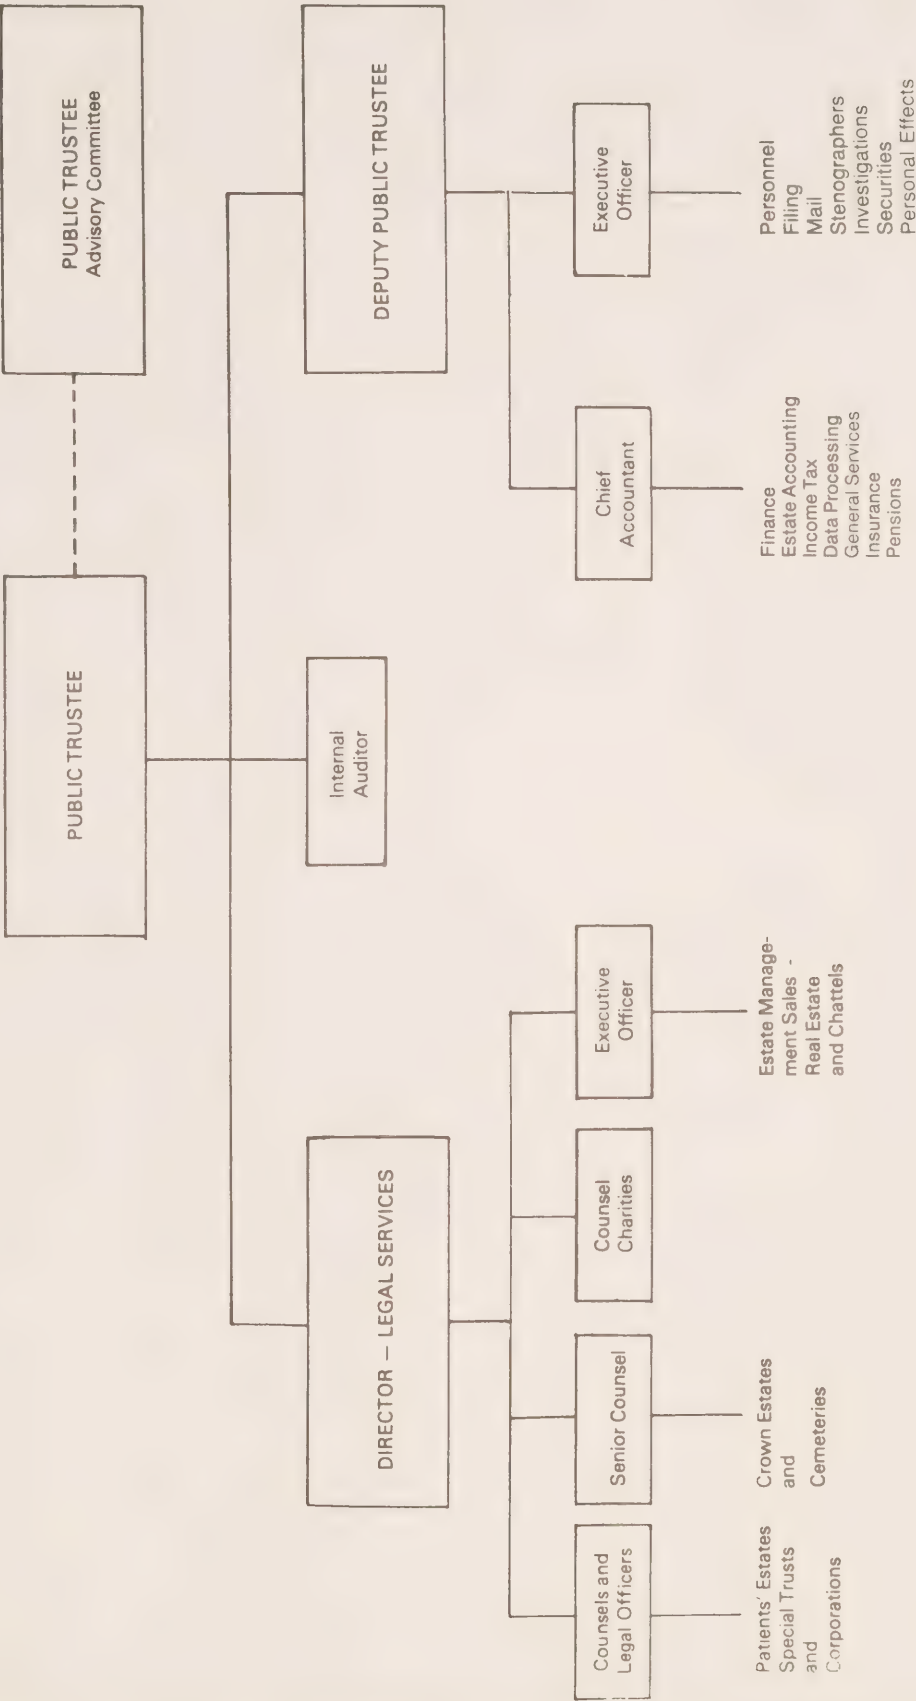 PUBLIC TRUSTEE
PUBLIC TRUSTEE
Advisory Committee
DIRECTOR — LEGAL SERVICES
Internal
Auditor
DEPUTY PUBLIC TRUSTEE
Counsels and
Legal Officers
Senior Counsel
Counsel
Charities
Executive
Officer
Chief
Accountant
Executive
Officer
Patients' Estates
Special Trusts
and
Corporations
Crown Estates
and
Cemeteries
Estate Manage-
ment Sales -
Real Estate
and Chattels
Finance
Estate Accounting
Income Tax
Data Processing
General Services
Insurance
Pensions
Personnel
Filing
Mail
Stenographers
Investigations
Securities
Personal Effects